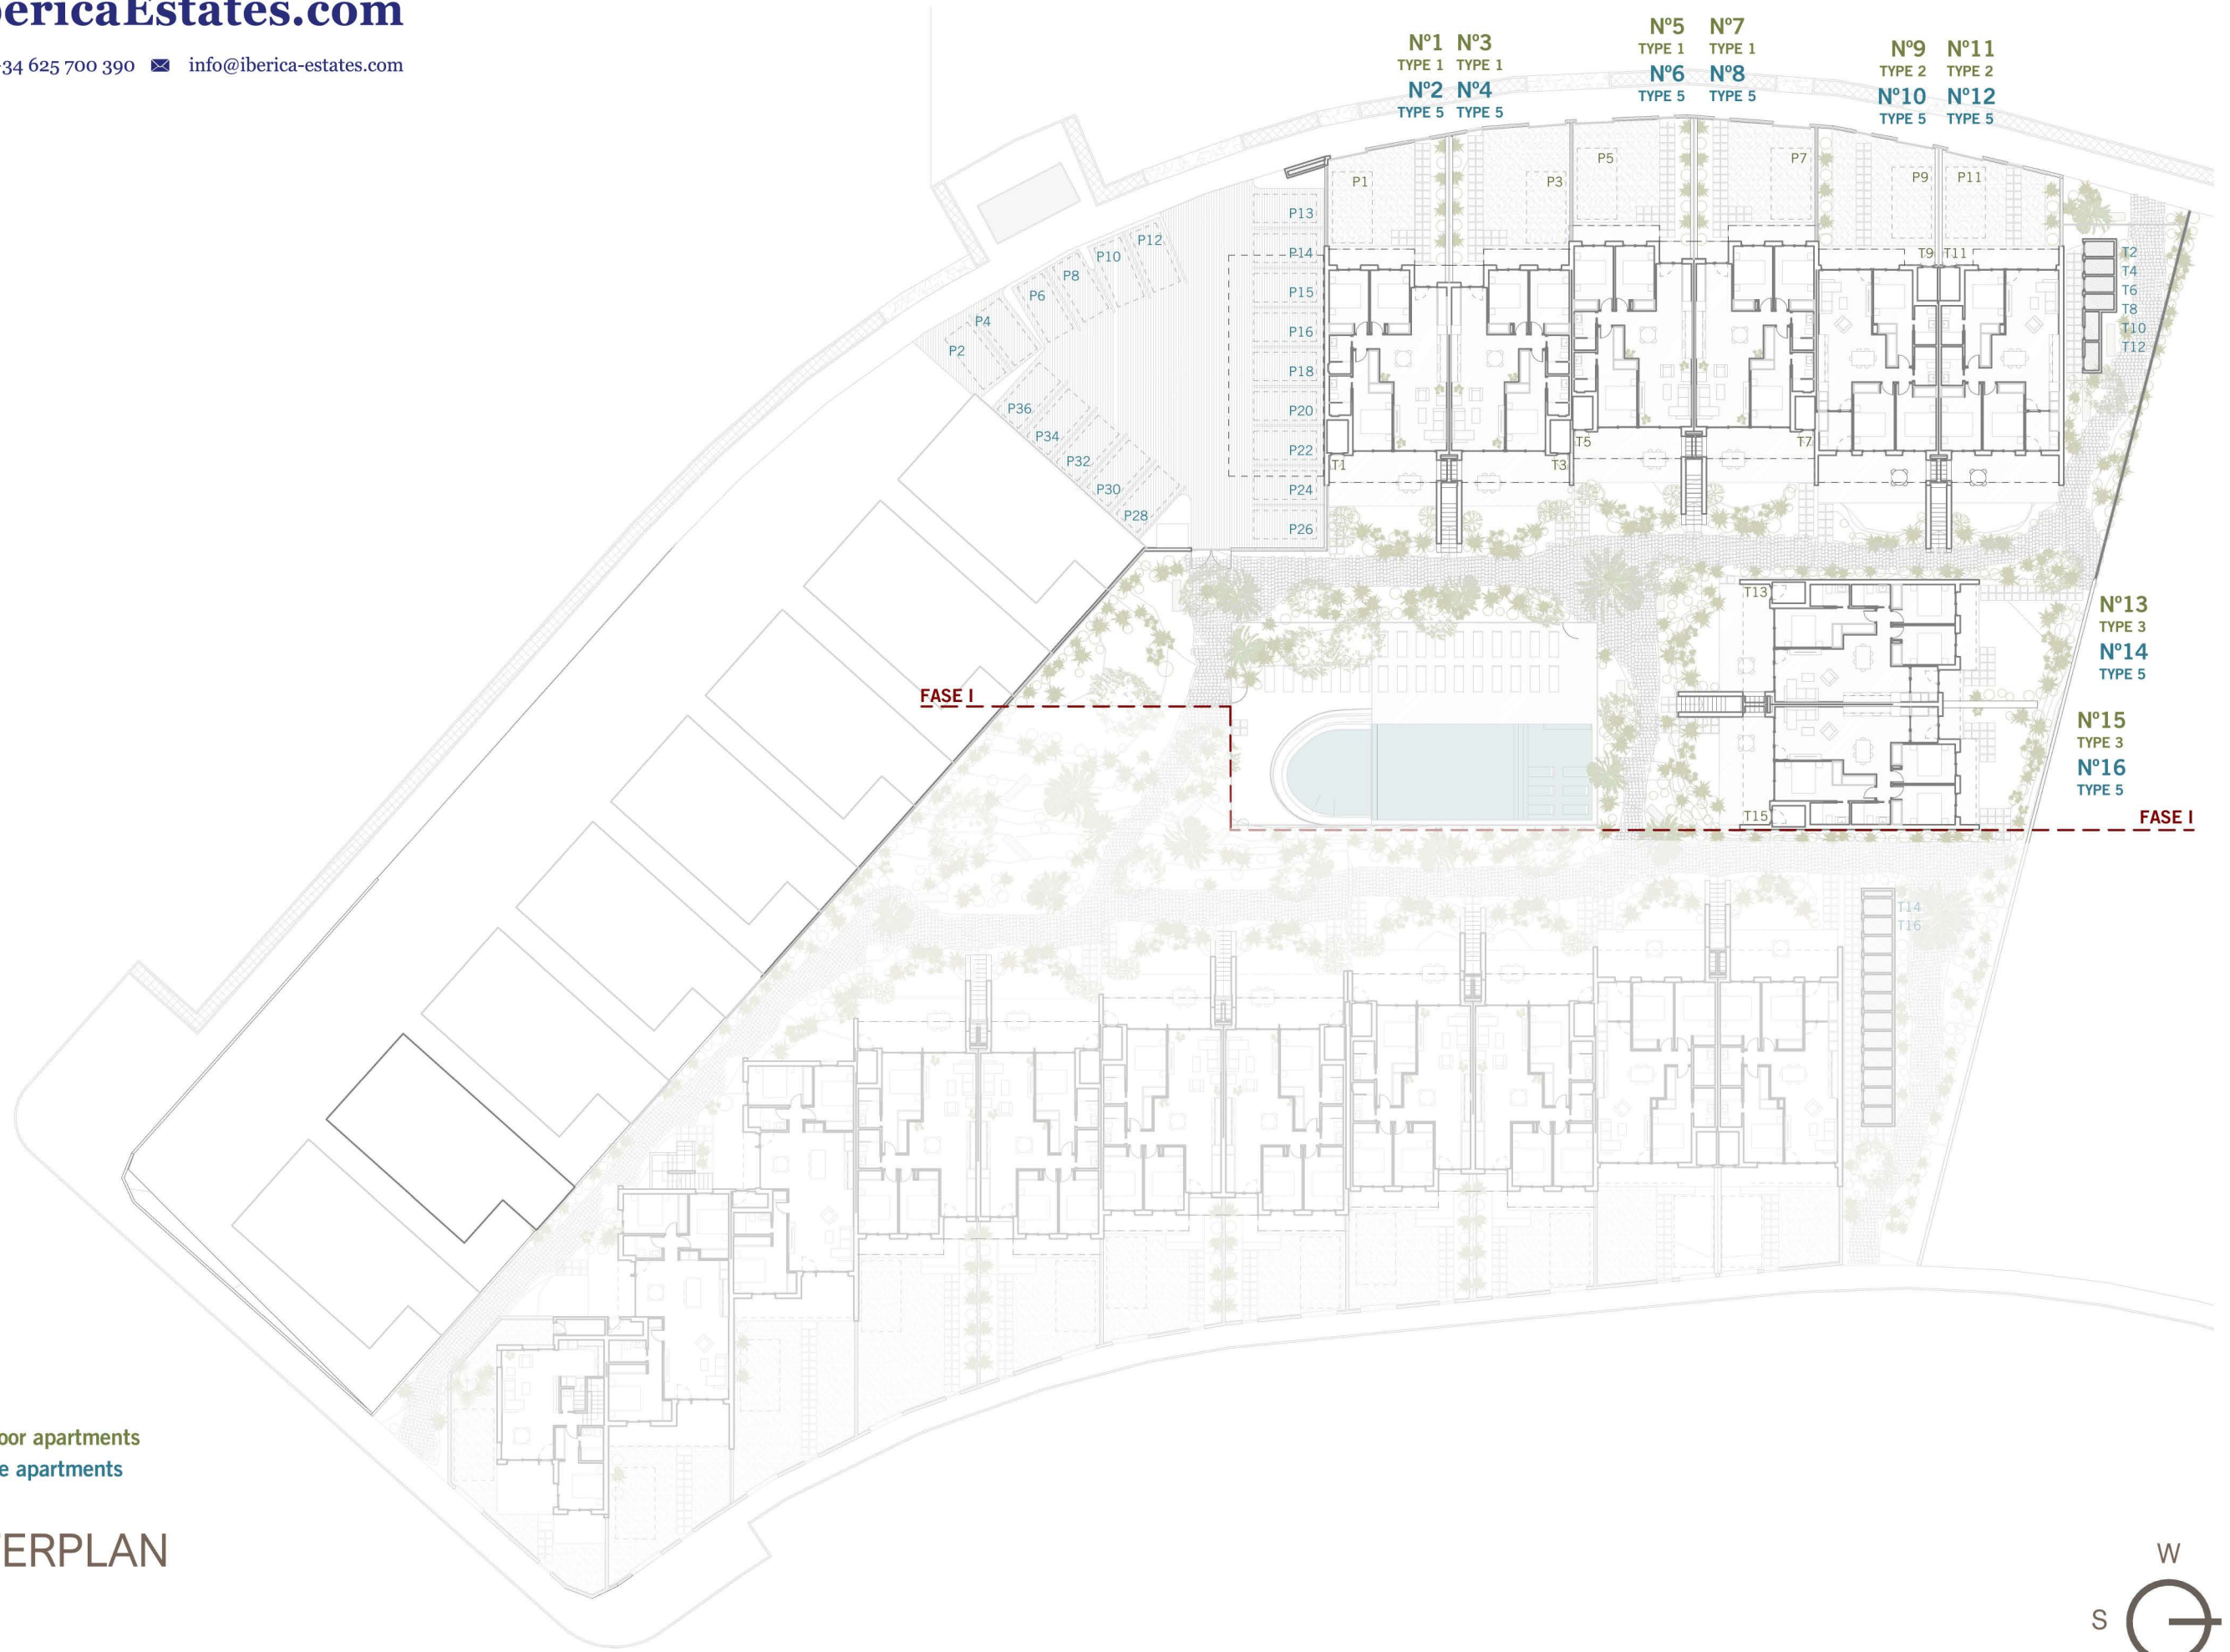 bericaEstates.com
34 625 700 390 info@iberica-estates.com
Nº1 Nº3
TYPE 1 TYPE 1
Nº2 Nº4
TYPE 5 TYPE 5
Nº5 Nº7
TYPE 1 TYPE 1
Nº6 Nº8
TYPE 5 TYPE 5
Nº9 Nº11
TYPE 2 TYPE 2
Nº10 Nº12
TYPE 5 TYPE 5
P1
P3
P5
P7
P9
P11
P13
P14
P15
P16
P18
P20
P22
P24
P26
P12
P10
P8
P6
P4
P2
P36
P34
P32
P30
P28
T1
T3
T5
T7
T9
T11
T2
T4
T6
T8
T10
T12
T13
T15
Nº13
TYPE 3
Nº14
TYPE 5
Nº15
TYPE 3
Nº16
TYPE 5
FASE I
FASE I
T14
T16
oor apartments
e apartments
ERPLAN
W
S